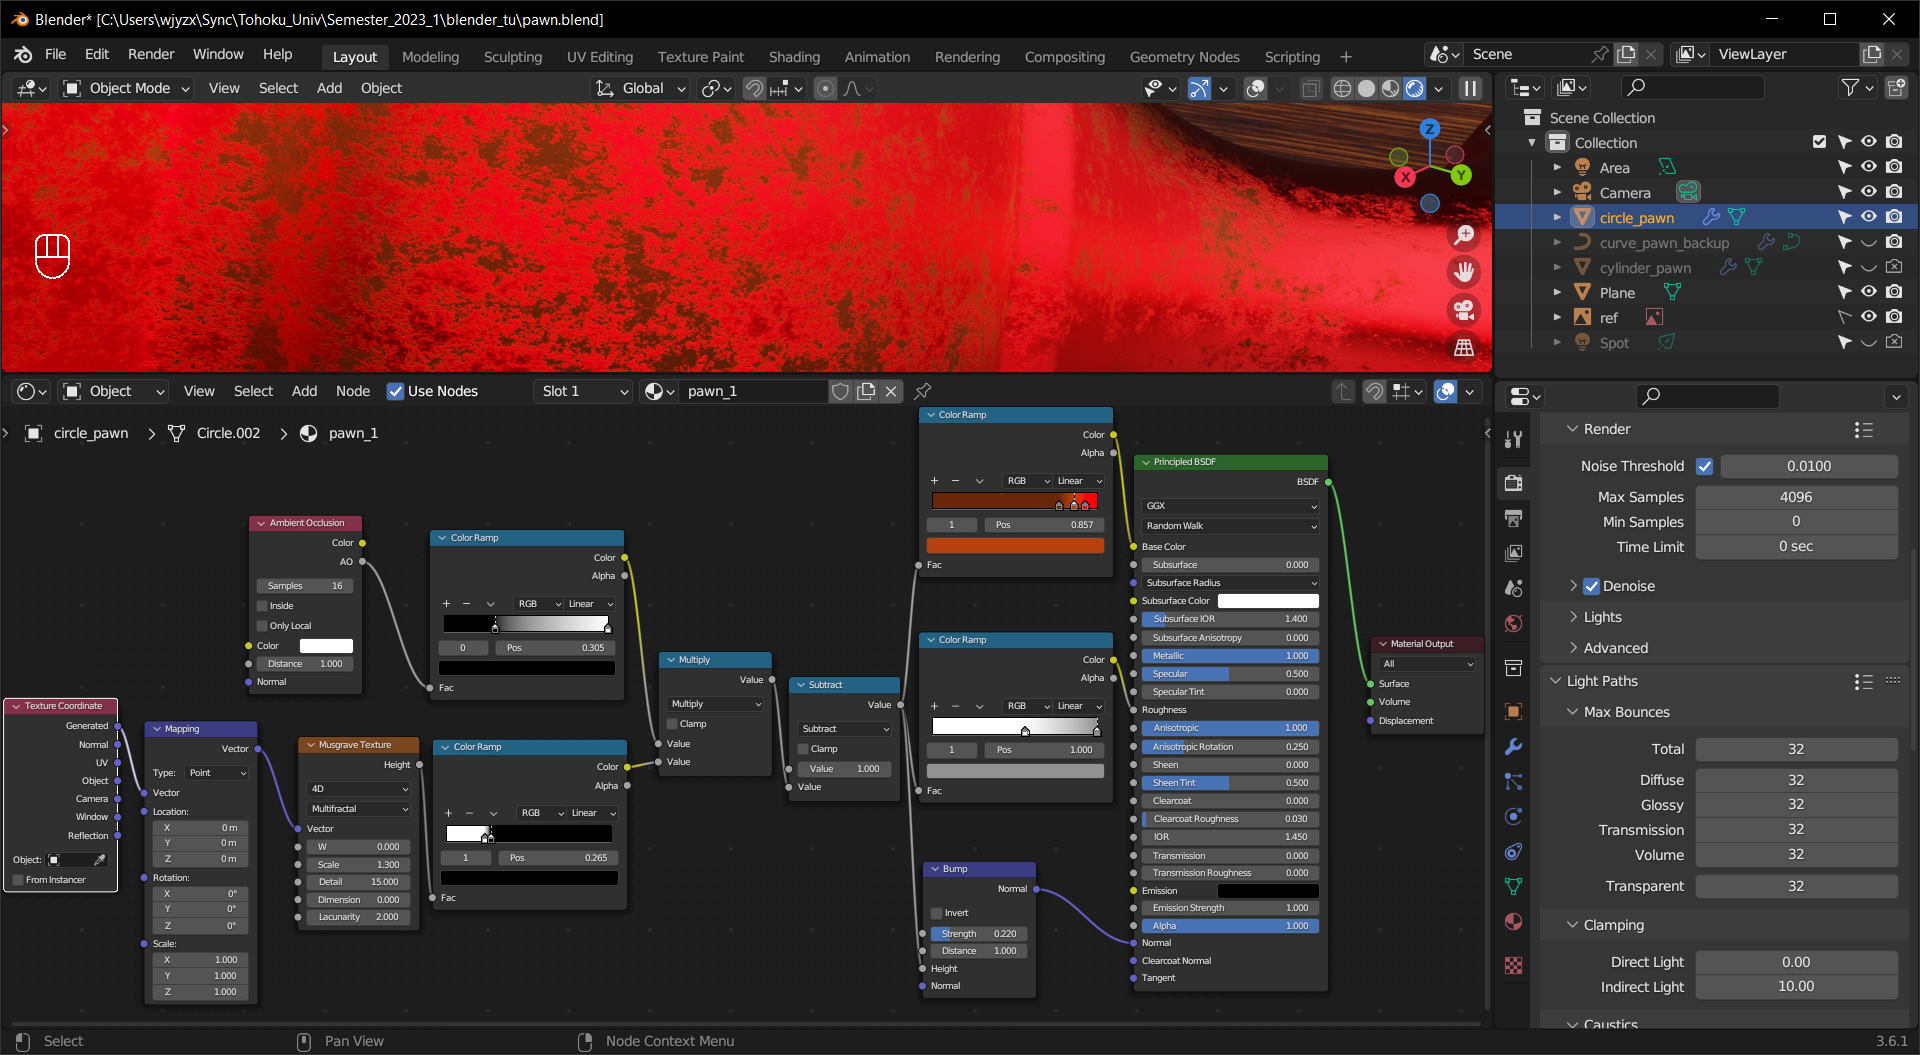 Blender* [C:\Users\wjyzx\Sync\Tohoku_Univ\Semester_2023_1\blender_tu\pawn.blend]
File Edit Render Window Help Layout Modeling Sculpting UV Editing Texture Paint Shading Animation Rendering Compositing Geometry Nodes Scripting + Scene ViewLayer
Object Mode View Select Add Object Global
Z
X Y
Scene Collection
Collection
Area
Camera
circle_pawn
curve_pawn_backup
cylinder_pawn
Plane
ref
Spot
Object View Select Add Node Use Nodes Slot 1 pawn_1
circle_pawn > Circle.002 > pawn_1
Ambient Occlusion
Color
AO
Samples 16
Inside
Only Local
Color
Distance 1.000
Normal
Color Ramp
Color
Alpha
+ − RGB Linear
0 Pos 0.305
Fac
Texture Coordinate
Generated
Normal
UV
Object
Camera
Window
Reflection
Object:
From Instancer
Mapping
Vector
Type: Point
Vector
Location:
X 0 m
Y 0 m
Z 0 m
Rotation:
X 0°
Y 0°
Z 0°
Scale:
X 1.000
Y 1.000
Z 1.000
Musgrave Texture
Height
4D
Multifractal
Vector
W 0.000
Scale 1.300
Detail 15.000
Dimension 0.000
Lacunarity 2.000
Color Ramp
Color
Alpha
+ − RGB Linear
1 Pos 0.265
Fac
Multiply
Value
Multiply
Clamp
Value
Value
Subtract
Value
Subtract
Clamp
Value 1.000
Value
Color Ramp
Color
Alpha
+ − RGB Linear
1 Pos 0.857
Fac
Color Ramp
Color
Alpha
+ − RGB Linear
1 Pos 1.000
Fac
Bump
Normal
Invert
Strength 0.220
Distance 1.000
Height
Normal
Principled BSDF
BSDF
GGX
Random Walk
Base Color
Subsurface 0.000
Subsurface Radius
Subsurface Color
Subsurface IOR 1.400
Subsurface Anisotropy 0.000
Metallic 1.000
Specular 0.500
Specular Tint 0.000
Roughness
Anisotropic 1.000
Anisotropic Rotation 0.250
Sheen 0.000
Sheen Tint 0.500
Clearcoat 0.000
Clearcoat Roughness 0.030
IOR 1.450
Transmission 0.000
Transmission Roughness 0.000
Emission
Emission Strength 1.000
Alpha 1.000
Normal
Clearcoat Normal
Tangent
Material Output
All
Surface
Volume
Displacement
Render
Noise Threshold 0.0100
Max Samples 4096
Min Samples 0
Time Limit 0 sec
Denoise
Lights
Advanced
Light Paths
Max Bounces
Total 32
Diffuse 32
Glossy 32
Transmission 32
Volume 32
Transparent 32
Clamping
Direct Light 0.00
Indirect Light 10.00
Caustics
Select Pan View Node Context Menu 3.6.1